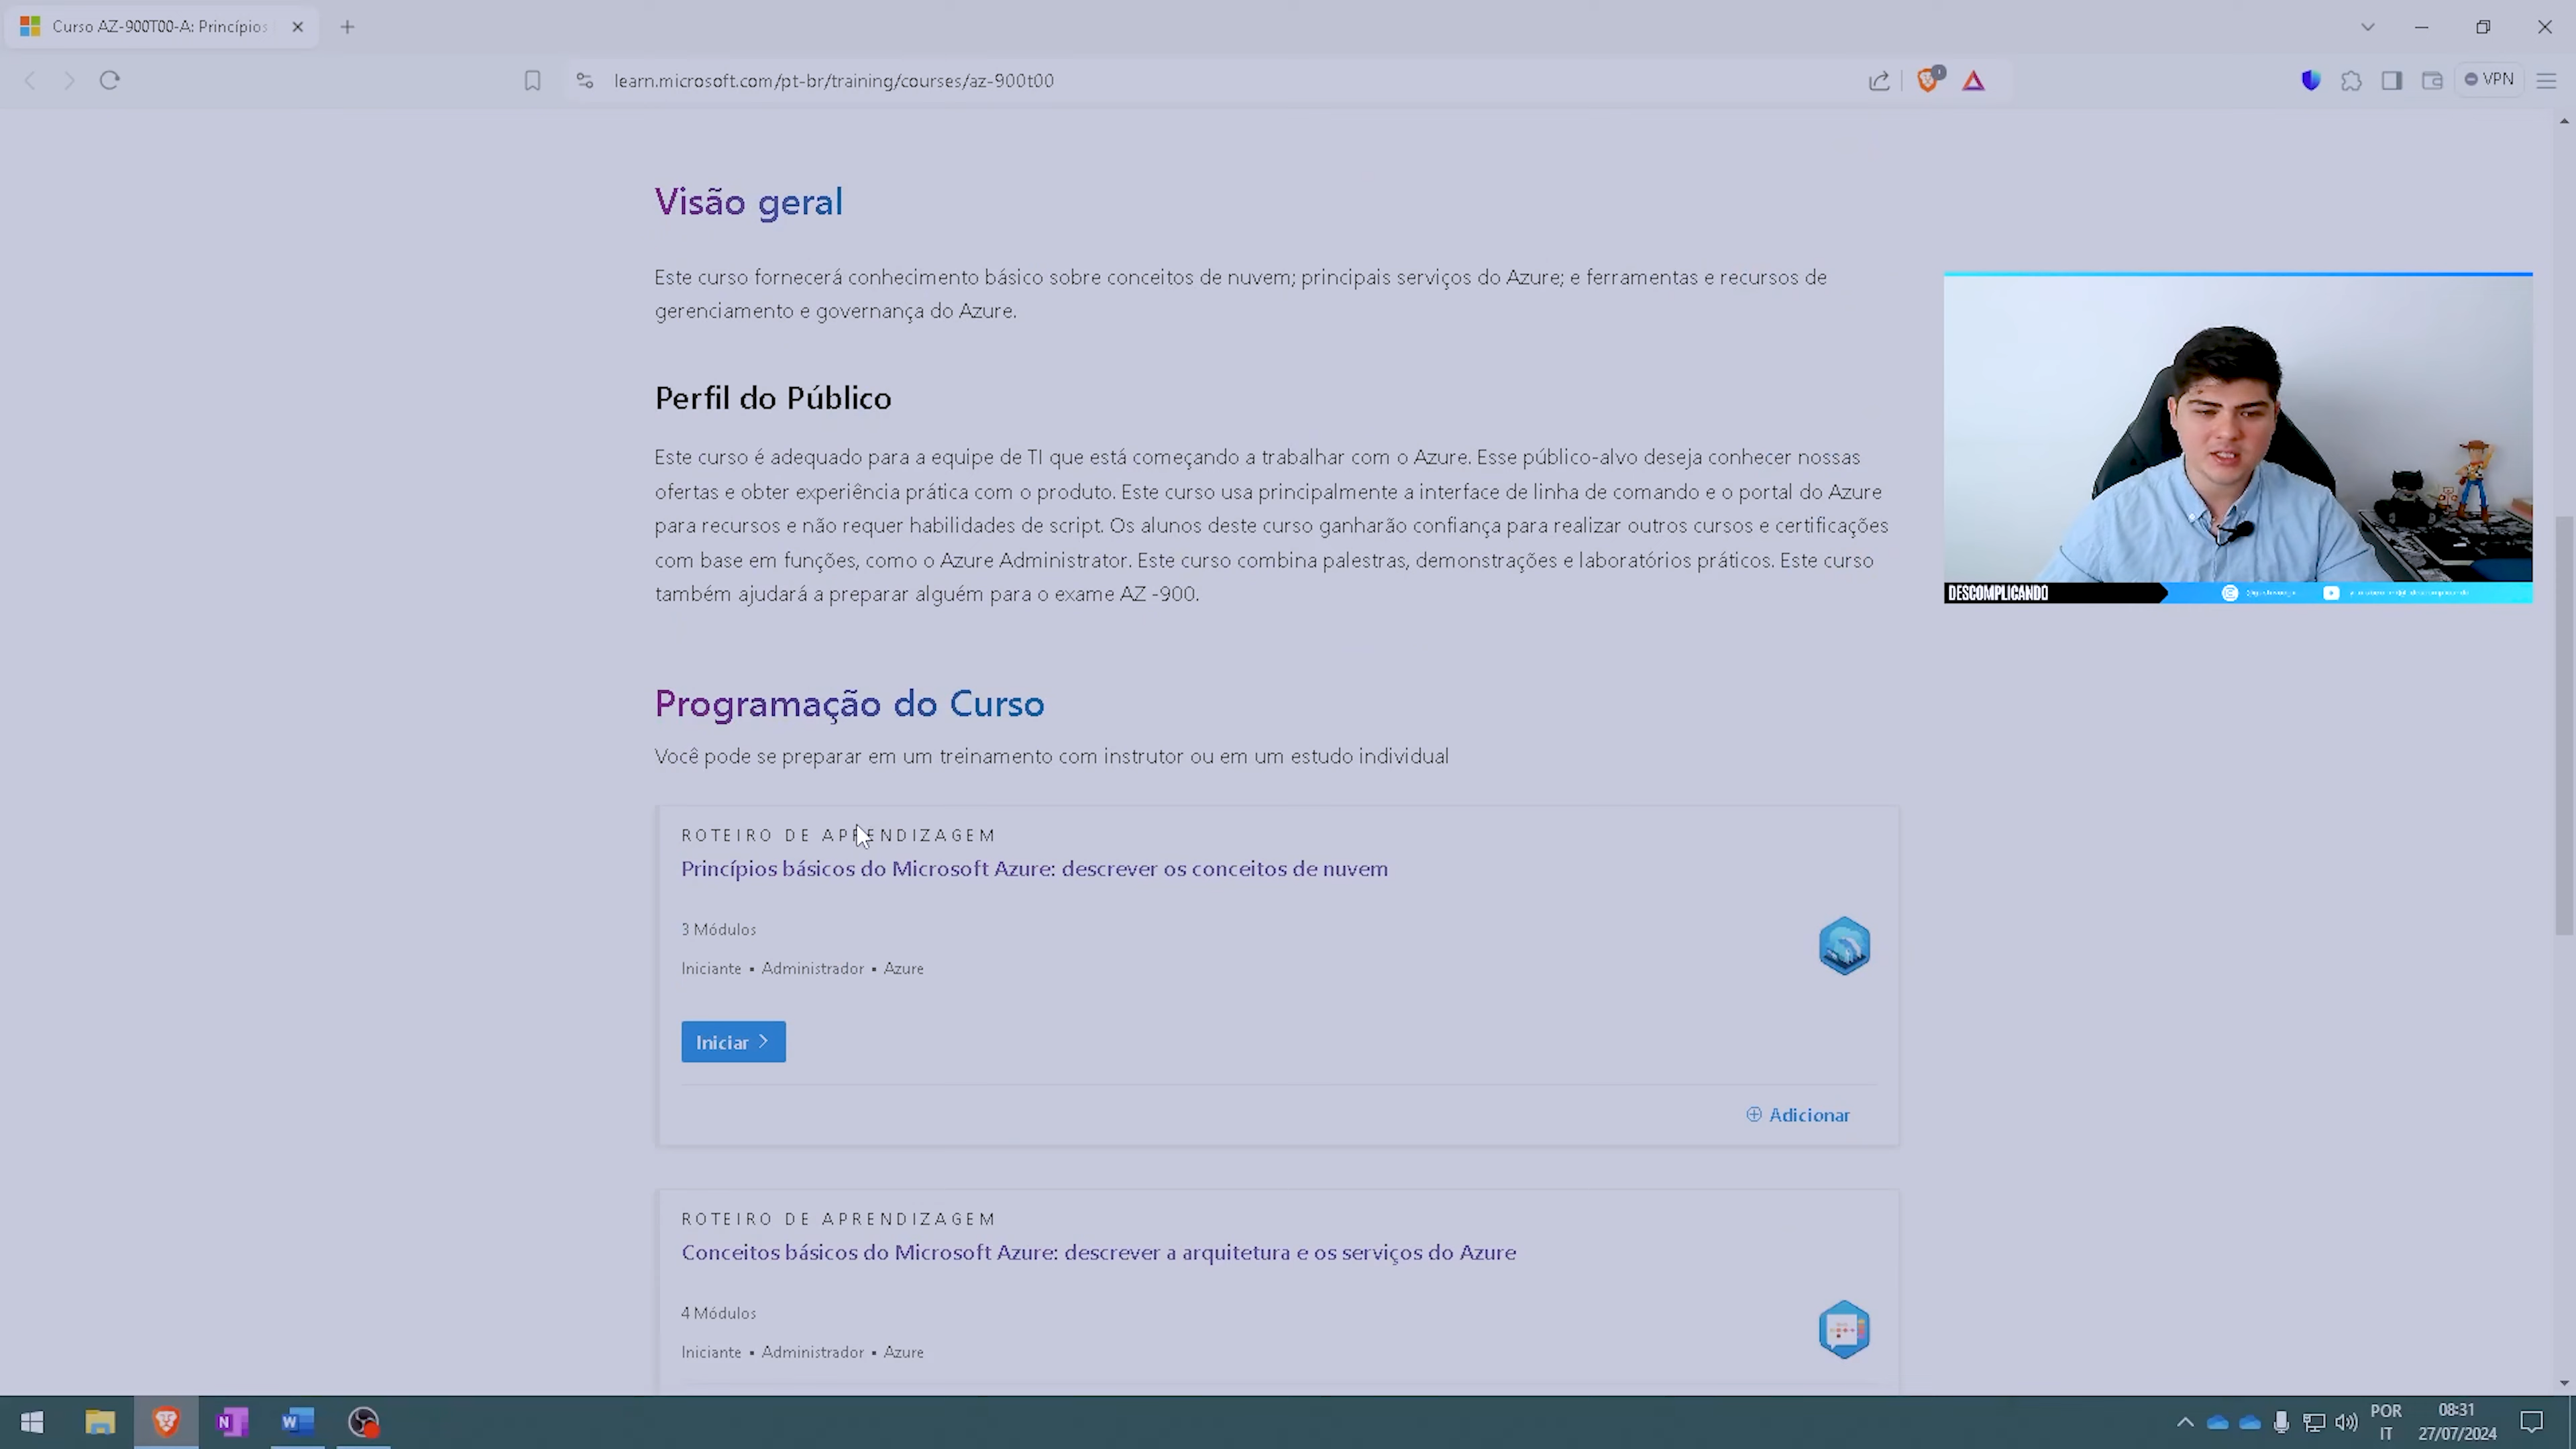 Curso AZ-900T00-A: Princípios
learn.microsoft.com/pt-br/training/courses/az-900t00
VPN
Visão geral
Este curso fornecerá conhecimento básico sobre conceitos de nuvem; principais serviços do Azure; e ferramentas e recursos de
gerenciamento e governança do Azure.
Perfil do Público
Este curso é adequado para a equipe de TI que está começando a trabalhar com o Azure. Esse público-alvo deseja conhecer nossas
ofertas e obter experiência prática com o produto. Este curso usa principalmente a interface de linha de comando e o portal do Azure
para recursos e não requer habilidades de script. Os alunos deste curso ganharão confiança para realizar outros cursos e certificações
com base em funções, como o Azure Administrator. Este curso combina palestras, demonstrações e laboratórios práticos. Este curso
também ajudará a preparar alguém para o exame AZ -900.
DESCOMPLICANDO
Programação do Curso
Você pode se preparar em um treinamento com instrutor ou em um estudo individual
ROTEIRO DE APRENDIZAGEM
Princípios básicos do Microsoft Azure: descrever os conceitos de nuvem
3 Módulos
Iniciante ▪ Administrador ▪ Azure
Iniciar
Adicionar
ROTEIRO DE APRENDIZAGEM
Conceitos básicos do Microsoft Azure: descrever a arquitetura e os serviços do Azure
4 Módulos
Iniciante ▪ Administrador ▪ Azure
POR
IT
08:31
27/07/2024